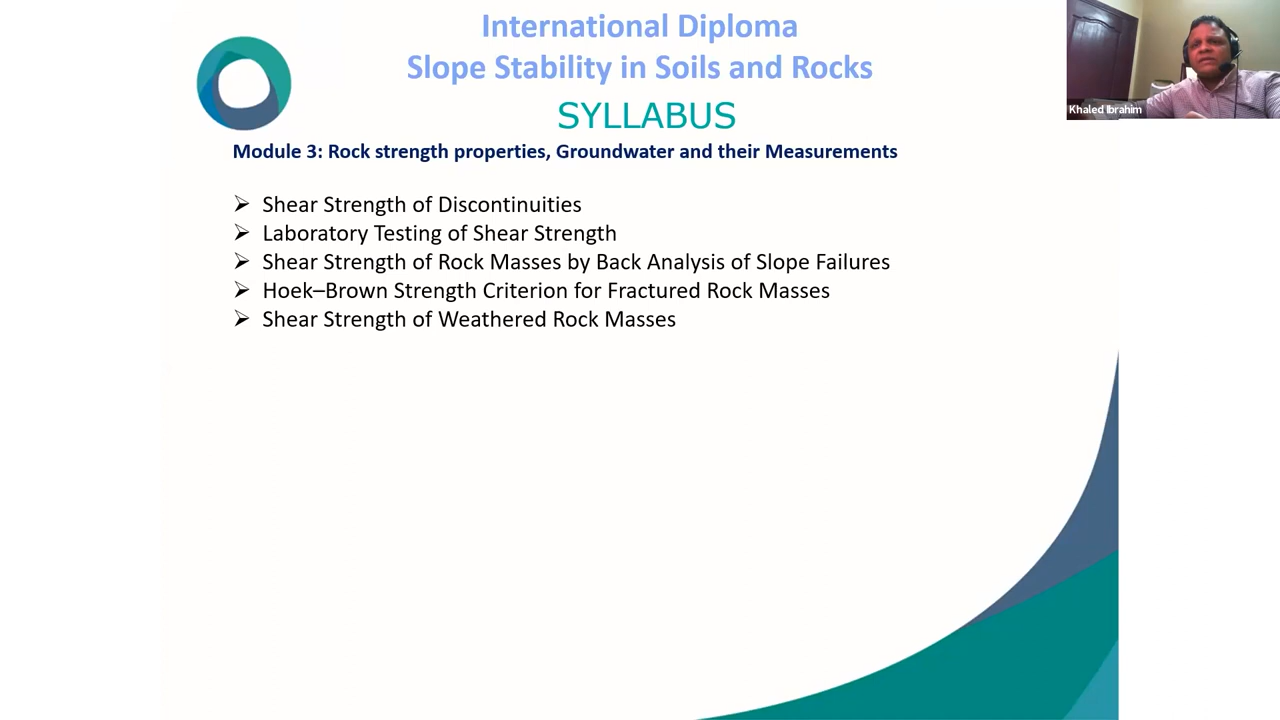 International Diploma
Slope Stability in Soils and Rocks
SYLLABUS
Module 3: Rock strength properties, Groundwater and their Measurements
➢ Shear Strength of Discontinuities
➢ Laboratory Testing of Shear Strength
➢ Shear Strength of Rock Masses by Back Analysis of Slope Failures
➢ Hoek–Brown Strength Criterion for Fractured Rock Masses
➢ Shear Strength of Weathered Rock Masses
Khaled Ibrahim